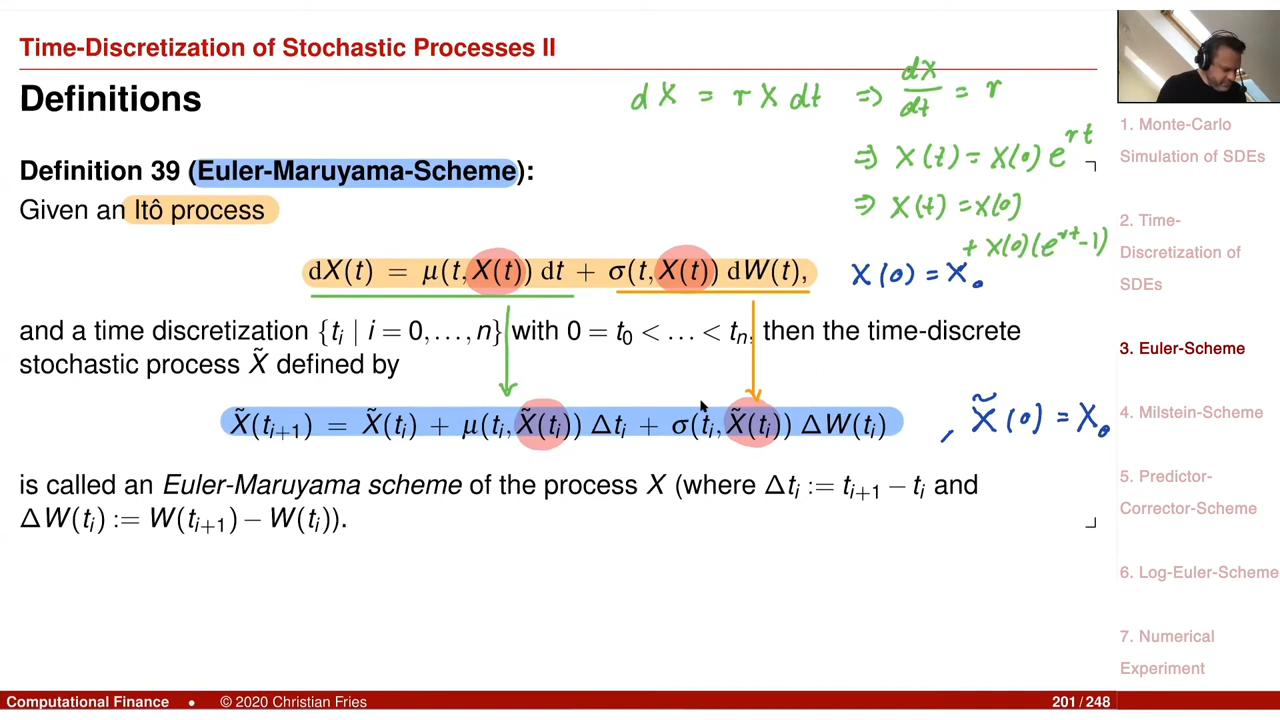 Time-Discretization of Stochastic Processes II
Definitions
dX = r X dt ⇒ dX/dt = r
⇒ X(t) = X(0) e^{rt}
⇒ X(t) = X(0)
+ X(0)(e^{rt}-1)
Definition 39 (Euler-Maruyama-Scheme):
Given an Itô process
dX(t) = μ(t, X(t)) dt + σ(t, X(t)) dW(t), X(0) = X₀
and a time discretization {t_i | i = 0, …, n} with 0 = t_0 < … < t_n, then the time-discrete
stochastic process X̃ defined by
X̃(t_{i+1}) = X̃(t_i) + μ(t_i, X̃(t_i)) Δt_i + σ(t_i, X̃(t_i)) ΔW(t_i) , X̃(0) = X₀
is called an Euler-Maruyama scheme of the process X (where Δt_i := t_{i+1} − t_i and
ΔW(t_i) := W(t_{i+1}) − W(t_i)).
1. Monte-Carlo
Simulation of SDEs
2. Time-
Discretization of
SDEs
3. Euler-Scheme
4. Milstein-Scheme
5. Predictor-
Corrector-Scheme
6. Log-Euler-Scheme
7. Numerical
Experiment
Computational Finance • © 2020 Christian Fries 201 / 248